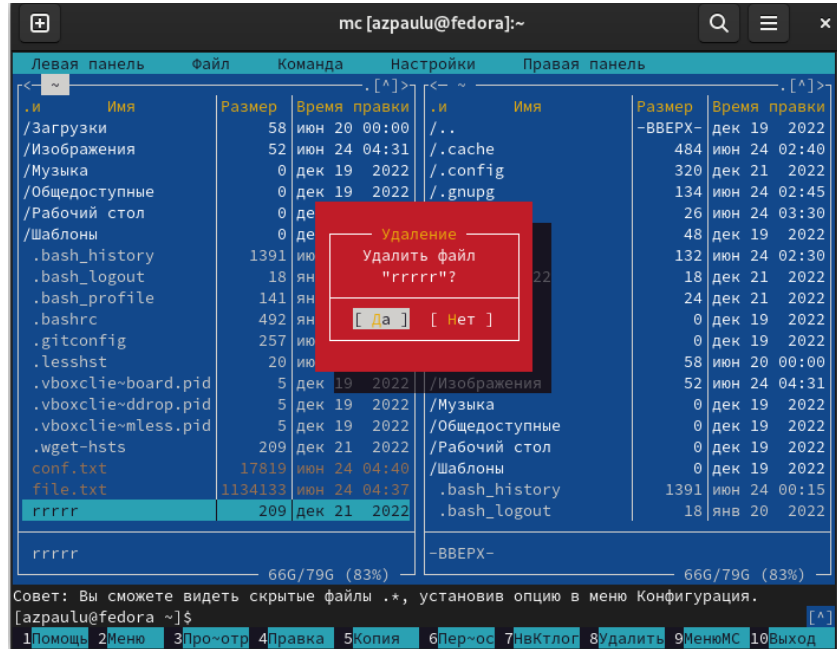 mc [azpaulu@fedora]:~
Левая панель Файл Команда Настройки Правая панель
<─ ~ .[^]> <─ ~ .[^]>
.и Имя Размер Время правки .и Имя Размер Время правки
/Загрузки 58 июн 20 00:00 /.. -ВВЕРХ- дек 19 2022
/Изображения 52 июн 24 04:31 /.cache 484 июн 24 02:40
/Музыка 0 дек 19 2022 /.config 320 дек 21 2022
/Общедоступные 0 дек 19 2022 /.gnupg 134 июн 24 02:45
/Рабочий стол 0 де 26 июн 24 03:30
/Шаблоны 0 де Удаление 48 дек 19 2022
.bash_history 1391 ию Удалить файл 132 июн 24 02:30
.bash_logout 18 ян "rrrrr"? 22 18 дек 21 2022
.bash_profile 141 ян 24 дек 21 2022
.bashrc 492 ян [ Да ] [ Нет ] 0 дек 19 2022
.gitconfig 257 ию 0 дек 19 2022
.lesshst 20 ию 58 июн 20 00:00
.vboxclie~board.pid 5 дек 19 2022 /Изображения 52 июн 24 04:31
.vboxclie~ddrop.pid 5 дек 19 2022 /Музыка 0 дек 19 2022
.vboxclie~mless.pid 5 дек 19 2022 /Общедоступные 0 дек 19 2022
.wget-hsts 209 дек 21 2022 /Рабочий стол 0 дек 19 2022
conf.txt 17819 июн 24 04:40 /Шаблоны 0 дек 19 2022
file.txt 1134133 июн 24 04:37 .bash_history 1391 июн 24 00:15
rrrrr 209 дек 21 2022 .bash_logout 18 янв 20 2022
rrrrr -ВВЕРХ-
66G/79G (83%) 66G/79G (83%)
Совет: Вы сможете видеть скрытые файлы .*, установив опцию в меню Конфигурация.
[azpaulu@fedora ~]$ [^]
1Помощь 2Меню 3Про~отр 4Правка 5Копия 6Пер~ос 7НвКтлог 8Удалить 9МенюMC 10Выход